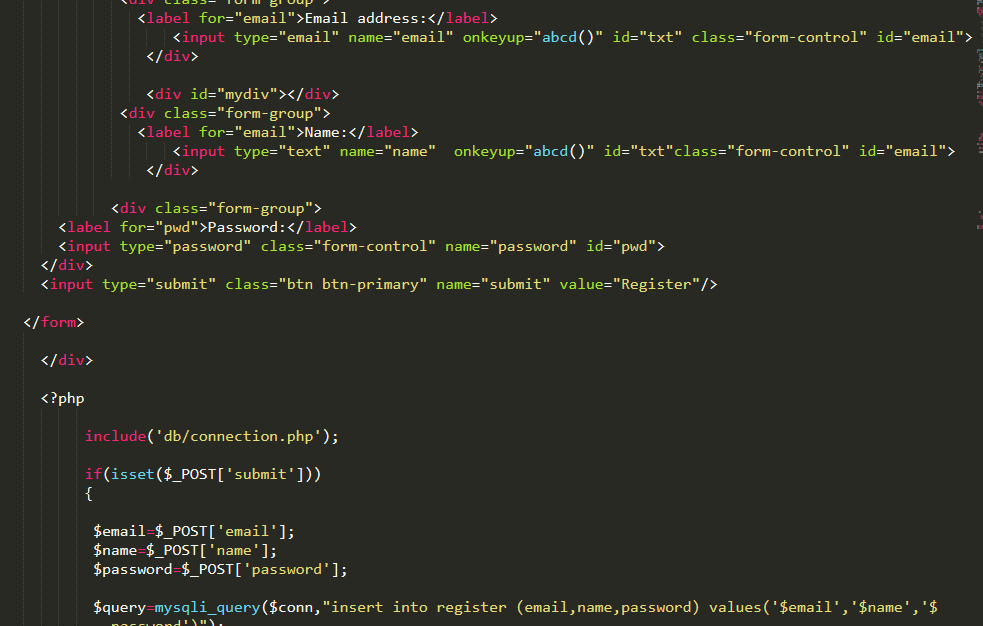 <div class="form-group">
<label for="email">Email address:</label>
<input type="email" name="email" onkeyup="abcd()" id="txt" class="form-control" id="email">
</div>
<div id="mydiv"></div>
<div class="form-group">
<label for="email">Name:</label>
<input type="text" name="name"  onkeyup="abcd()" id="txt"class="form-control" id="email">
</div>
<div class="form-group">
<label for="pwd">Password:</label>
<input type="password" class="form-control" name="password" id="pwd">
</div>
<input type="submit" class="btn btn-primary" name="submit" value="Register"/>
</form>
</div>
<?php
include('db/connection.php');
if(isset($_POST['submit']))
{
$email=$_POST['email'];
$name=$_POST['name'];
$password=$_POST['password'];
$query=mysqli_query($conn,"insert into register (email,name,password) values('$email','$name','$
password')");